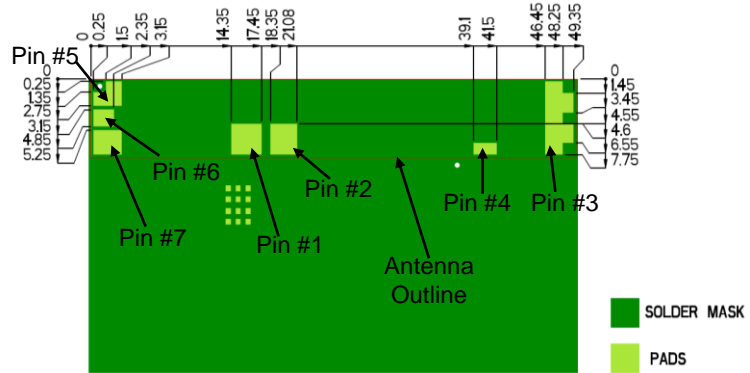 0
0.25
1.5
2.35
3.15
14.35
17.45
18.35
21.08
39.1
41.5
46.45
48.25
49.35
Pin #5
0
0.25
1.35
2.75
3.15
4.85
5.25
0
1.45
3.45
4.55
4.6
6.55
7.75
Pin #6
Pin #7
Pin #1
Pin #2
Pin #4
Pin #3
Antenna
Outline
SOLDER MASK
PADS